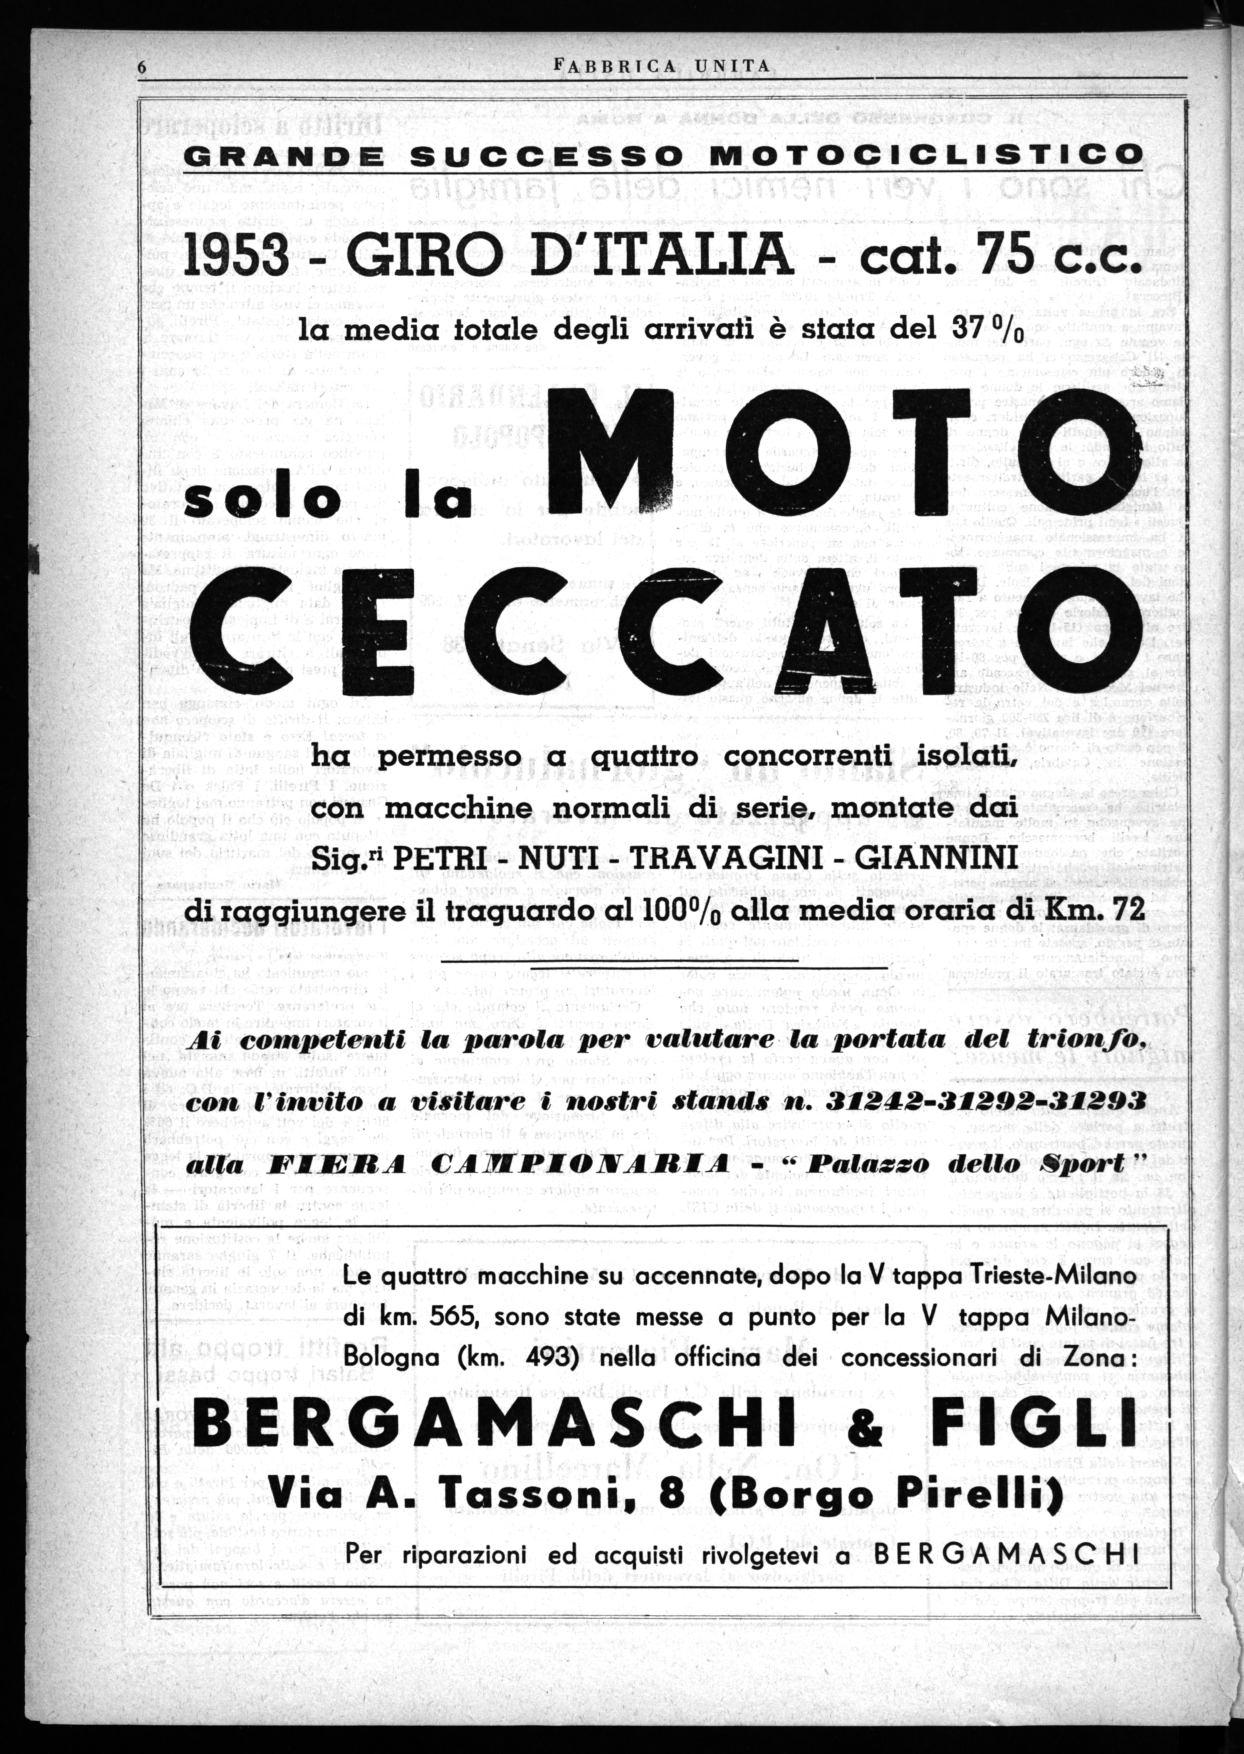 6
FABBRICA UNITA
GRANDE SUCCESSO MOTOCICLISTICO
1953 - GIRO D'ITALIA - cat. 75 c.c.
la media totale degli arrivati è stata del 37%
solo la MOTO
CECCATO
ha permesso a quattro concorrenti isolati,
con macchine normali di serie, montate dai
Sig.ri PETRI - NUTI - TRAVAGINI - GIANNINI
di raggiungere il traguardo al 100% alla media oraria di Km. 72
Ai competenti la parola per valutare la portata del trionfo,
con l'invito a visitare i nostri stands n. 31242-31292-31293
alla FIERA CAMPIONARIA - “ Palazzo dello Sport ”
Le quattro macchine su accennate, dopo la V tappa Trieste-Milano
di km. 565, sono state messe a punto per la V tappa Milano-
Bologna (km. 493) nella officina dei concessionari di Zona:
BERGAMASCHI & FIGLI
Via A. Tassoni, 8 (Borgo Pirelli)
Per riparazioni ed acquisti rivolgetevi a BERGAMASCHI